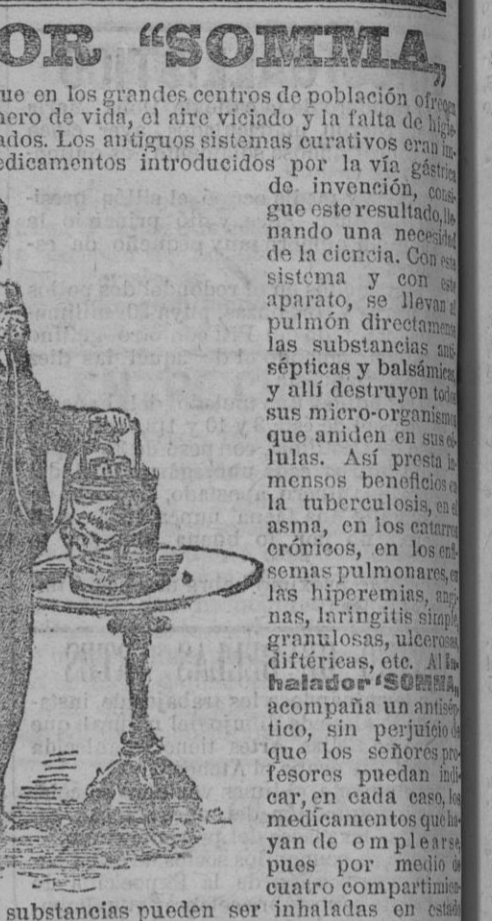 OR “SOMMA„
ue en los grandes centros de población ofrecen
nero de vida, el aire viciado y la falta de higie-
ados. Los antiguos sistemas curativos eran in-
edicamentos introducidos por la vía gástrica
de invención, consi-
gue este resultado, lle-
nando una necesidad
de la ciencia. Con este
sistema y con este
aparato, se llevan al
pulmón directamente
las substancias anti-
sépticas y balsámicas,
y allí destruyen todos
sus micro-organismos
que aniden en sus cé-
lulas. Así presta in-
mensos beneficios en
la tuberculosis, en el
asma, en los catarros
crónicos, en los enfi-
semas pulmonares, en
las hiperemias, angi-
nas, laringitis simple,
granulosas, ulcerosas,
diftéricas, etc. Al In-
halador ‘SOMMA„
acompaña un antisép-
tico, sin perjuício de
que los señores pro-
fesores puedan indi-
car, en cada caso, los
medicamentos que ha-
yan de emplearse,
pues por medio de
cuatro compartimien-
substancias pueden ser inhaladas en estado